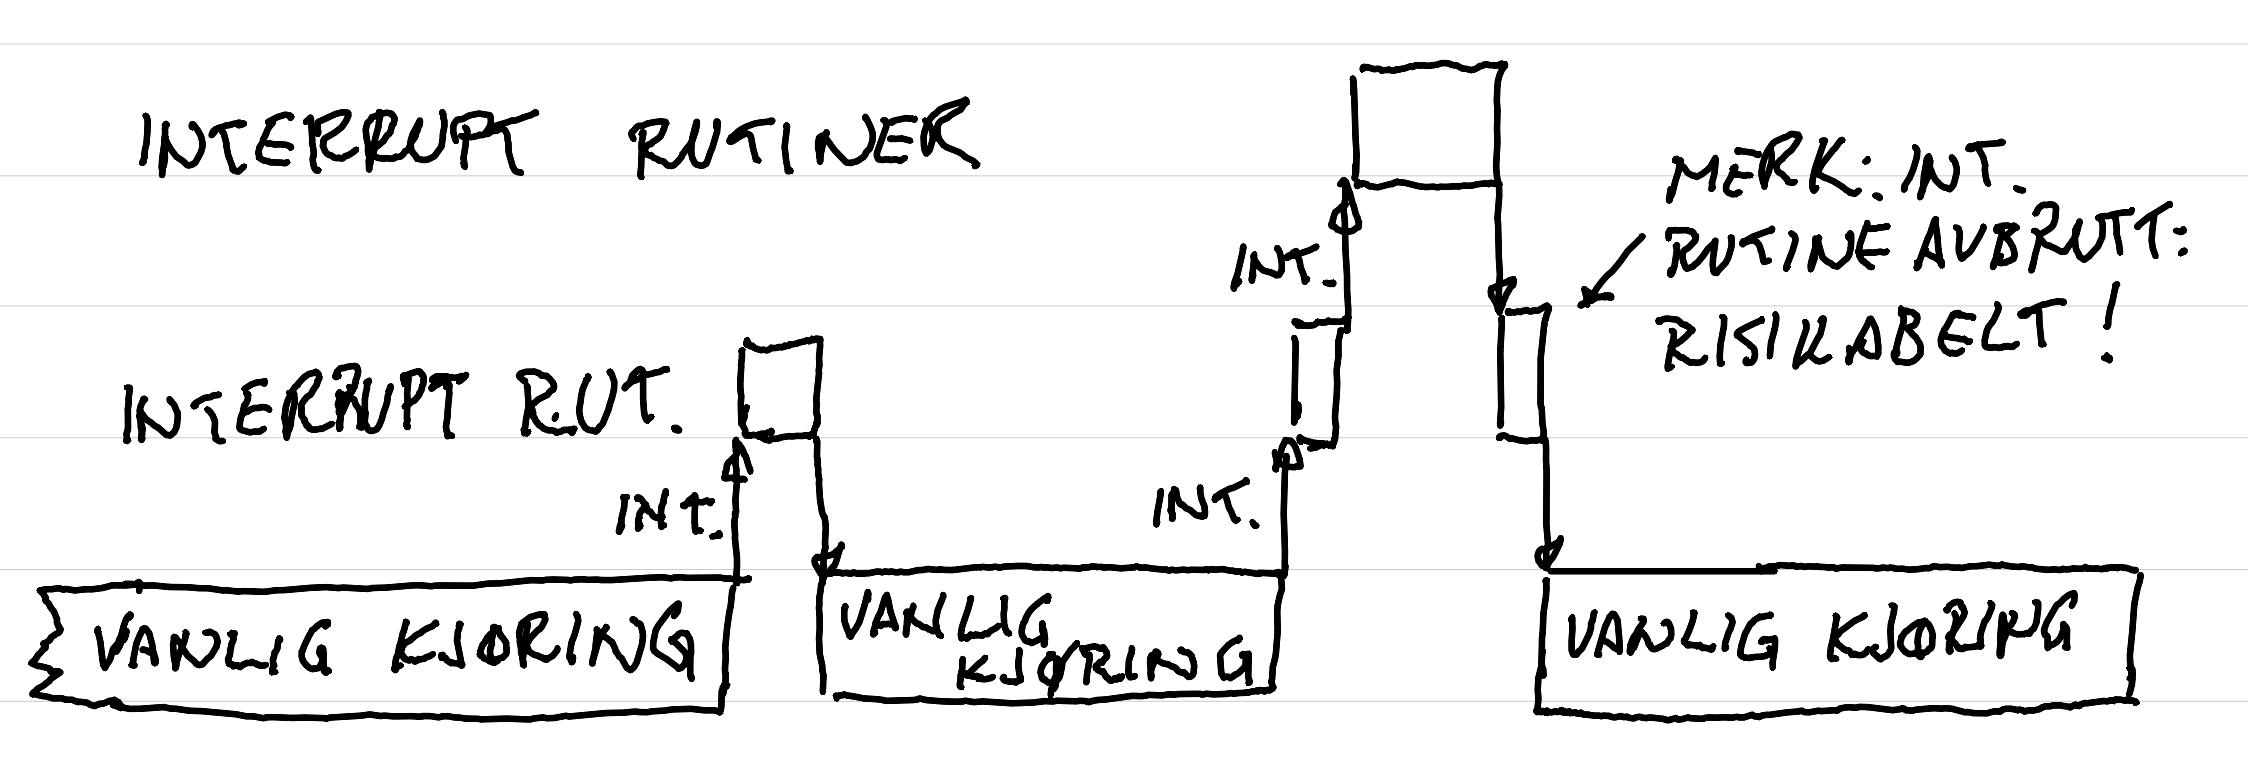 INTERRUPT RUTINER
MERK: INT.
RUTINE AVBRUTT:
RISIKABELT!
INT.
INTERRUPT RUT.
INT.
INT.
VANLIG KJØRING
VANLIG
KJØRING
VANLIG KJØRING